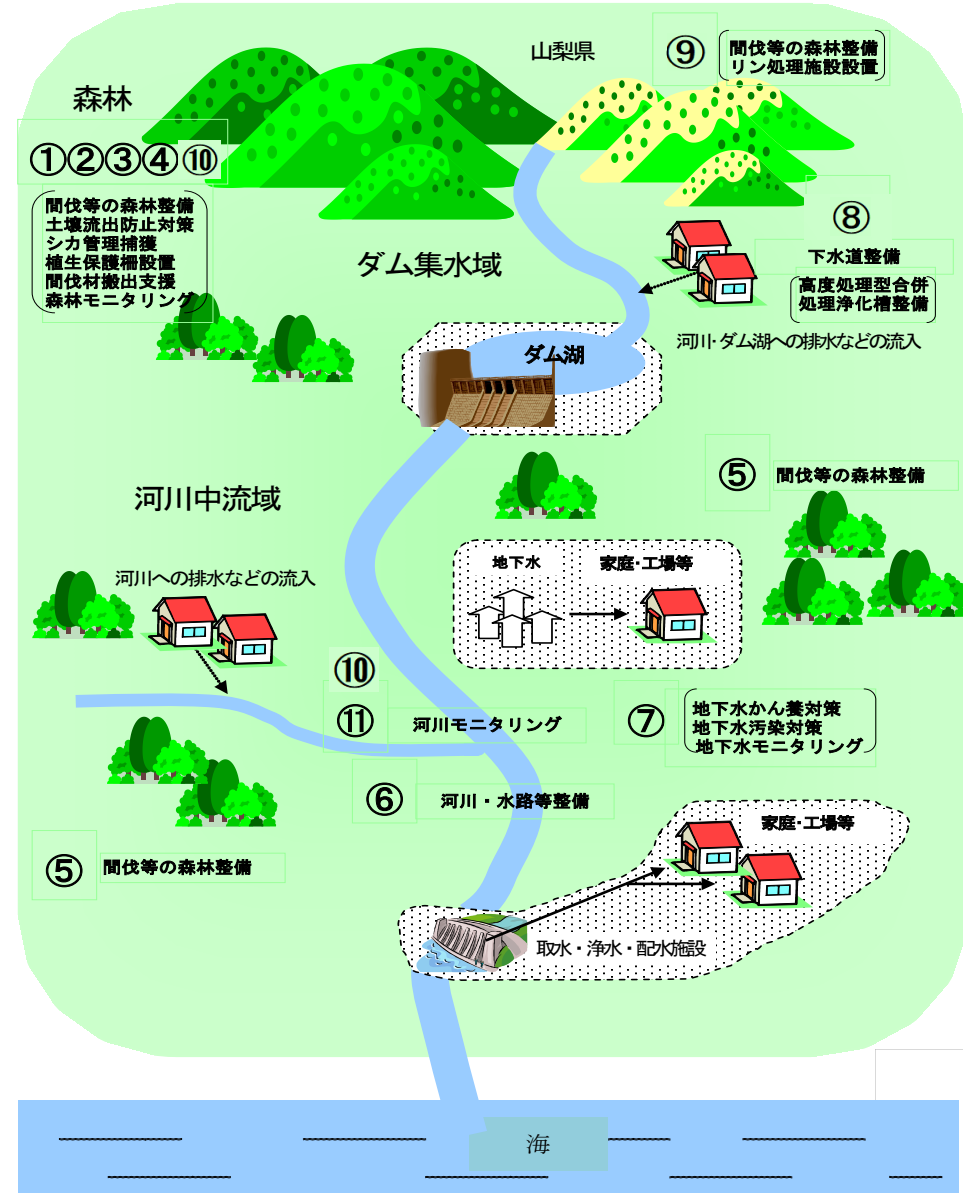 山梨県
⑨
間伐等の森林整備
リン処理施設設置
森林
①②③④⑩
間伐等の森林整備
土壌流出防止対策
シカ管理捕獲
植生保護柵設置
間伐材搬出支援
森林モニタリング
ダム集水域
⑧
下水道整備
高度処理型合併
処理浄化槽整備
河川・ダム湖への排水などの流入
ダム湖
河川中流域
⑤
間伐等の森林整備
地下水
家庭・工場等
河川への排水などの流入
⑩
⑪
河川モニタリング
⑦
地下水かん養対策
地下水汚染対策
地下水モニタリング
⑥
河川・水路等整備
家庭・工場等
⑤
間伐等の森林整備
取水・浄水・配水施設
海